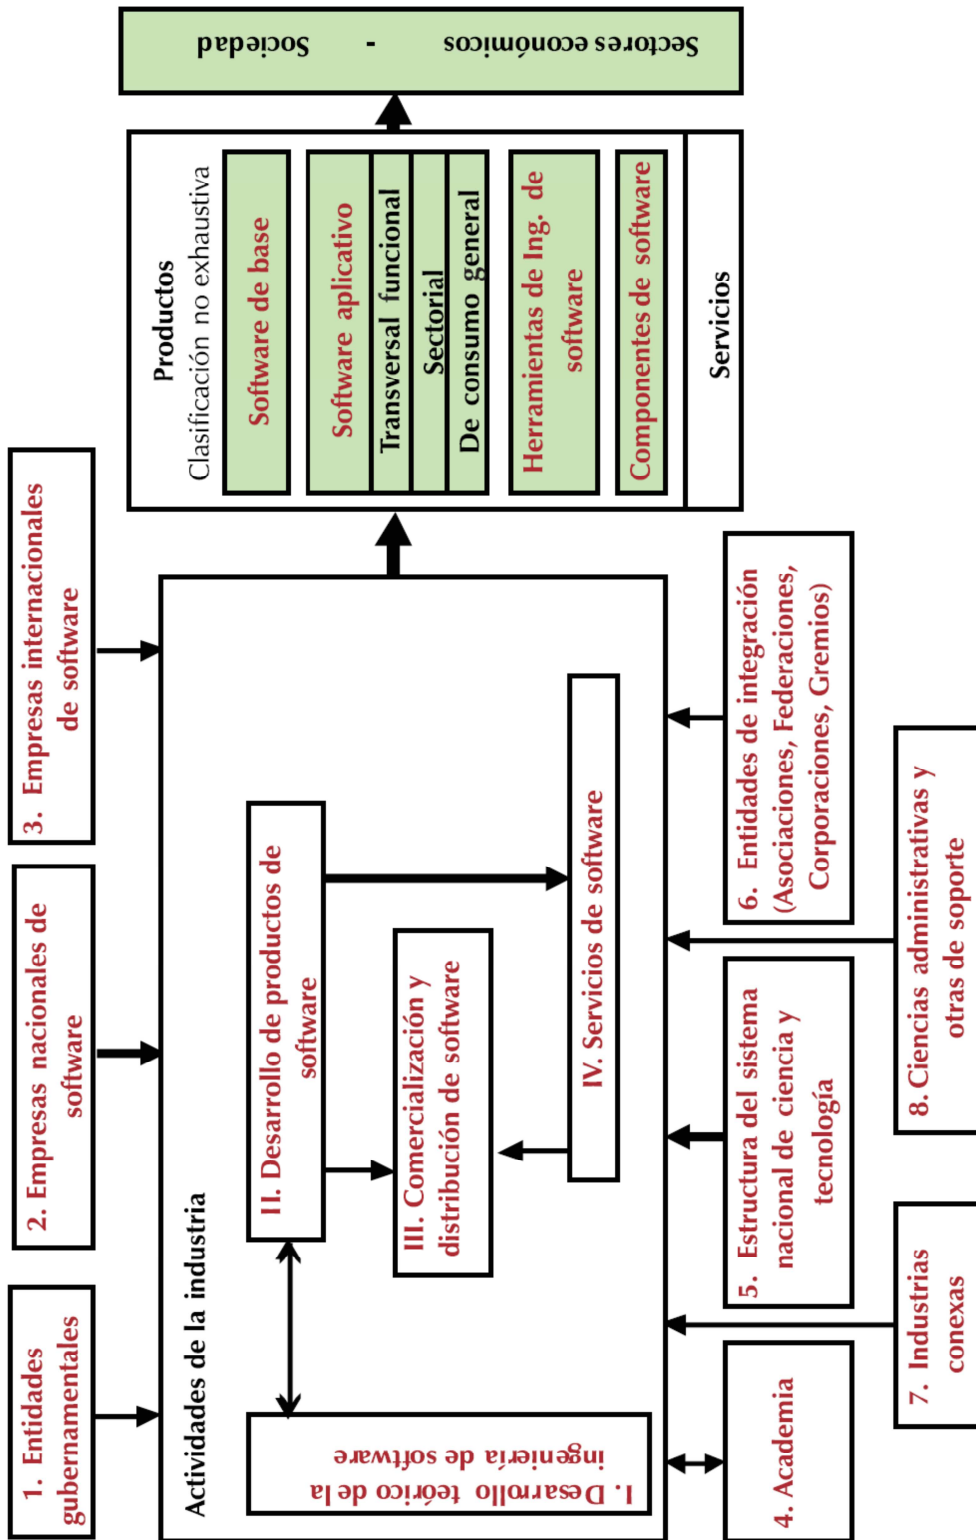 1. Entidades
gubernamentales
2. Empresas nacionales de
software
3. Empresas internacionales
de software
Actividades de la industria
I. Desarrollo teórico de la
ingeniería de software
II. Desarrollo de productos de
software
III. Comercialización y
distribución de software
IV. Servicios de software
4. Academia
5. Estructura del sistema
nacional de ciencia y
tecnología
6. Entidades de integración
(Asociaciones, Federaciones,
Corporaciones, Gremios)
7. Industrias
conexas
8. Ciencias administrativas y
otras de soporte
Productos
Clasificación no exhaustiva
Software de base
Software aplicativo
Transversal funcional
Sectorial
De consumo general
Herramientas de Ing. de
software
Componentes de software
Servicios
Sectores económicos - Sociedad